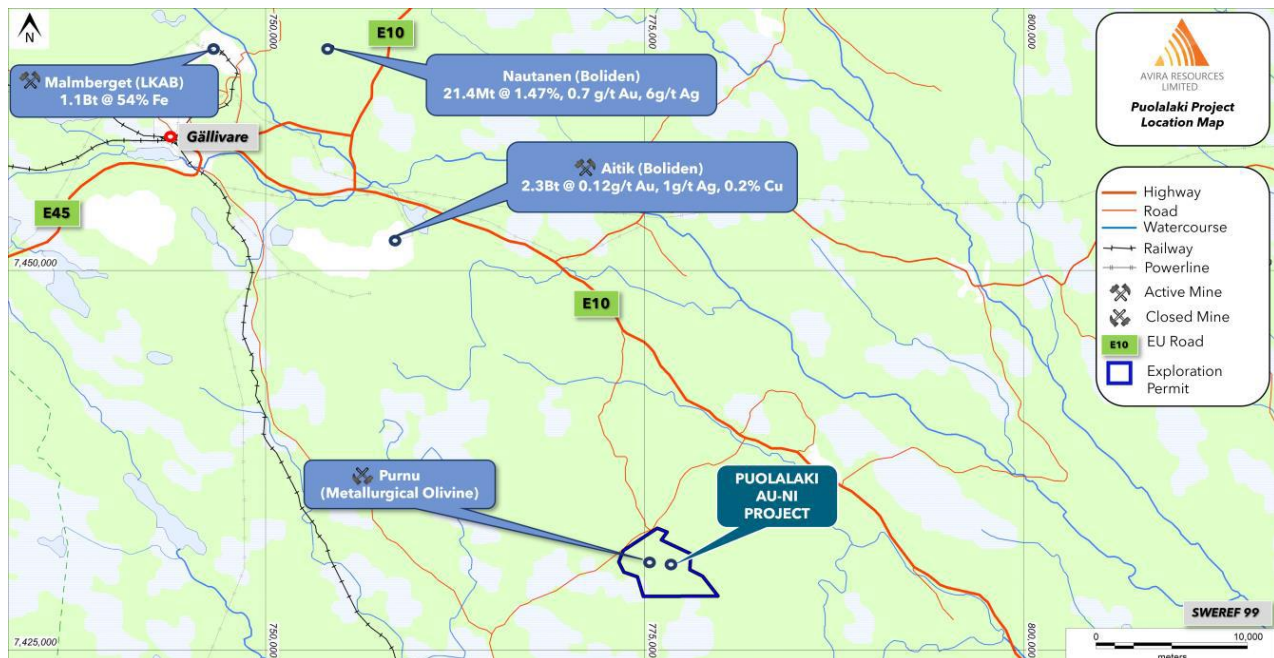 N
750,000
775,000
800,000
E10
Malmberget (LKAB)
1.1Bt @ 54% Fe
Nautanen (Boliden)
21.4Mt @ 1.47%, 0.7 g/t Au, 6g/t Ag
Gällivare
Aitik (Boliden)
2.3Bt @ 0.12g/t Au, 1g/t Ag, 0.2% Cu
E45
7,450,000
E10
Purnu
(Metallurgical Olivine)
PUOLALAKI
AU-NI
PROJECT
7,425,000
750,000
775,000
800,000
AVIRA RESOURCES
LIMITED
Puolalaki Project
Location Map
Highway
Road
Watercourse
Railway
Powerline
Active Mine
Closed Mine
E10 EU Road
Exploration
Permit
SWEREF 99
0 10,000
meters